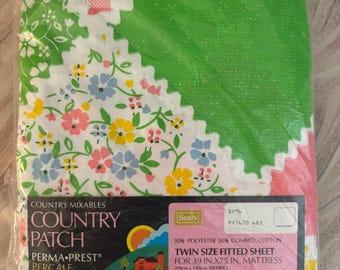 COUNTRY MIXABLES
COUNTRY
PATCH
PERMA•PREST®
PERCALE
Sears
50% POLYESTER 50% COMBED COTTON
TWIN SIZE FITTED SHEET
FOR 39 IN.X75 IN. MATTRESS